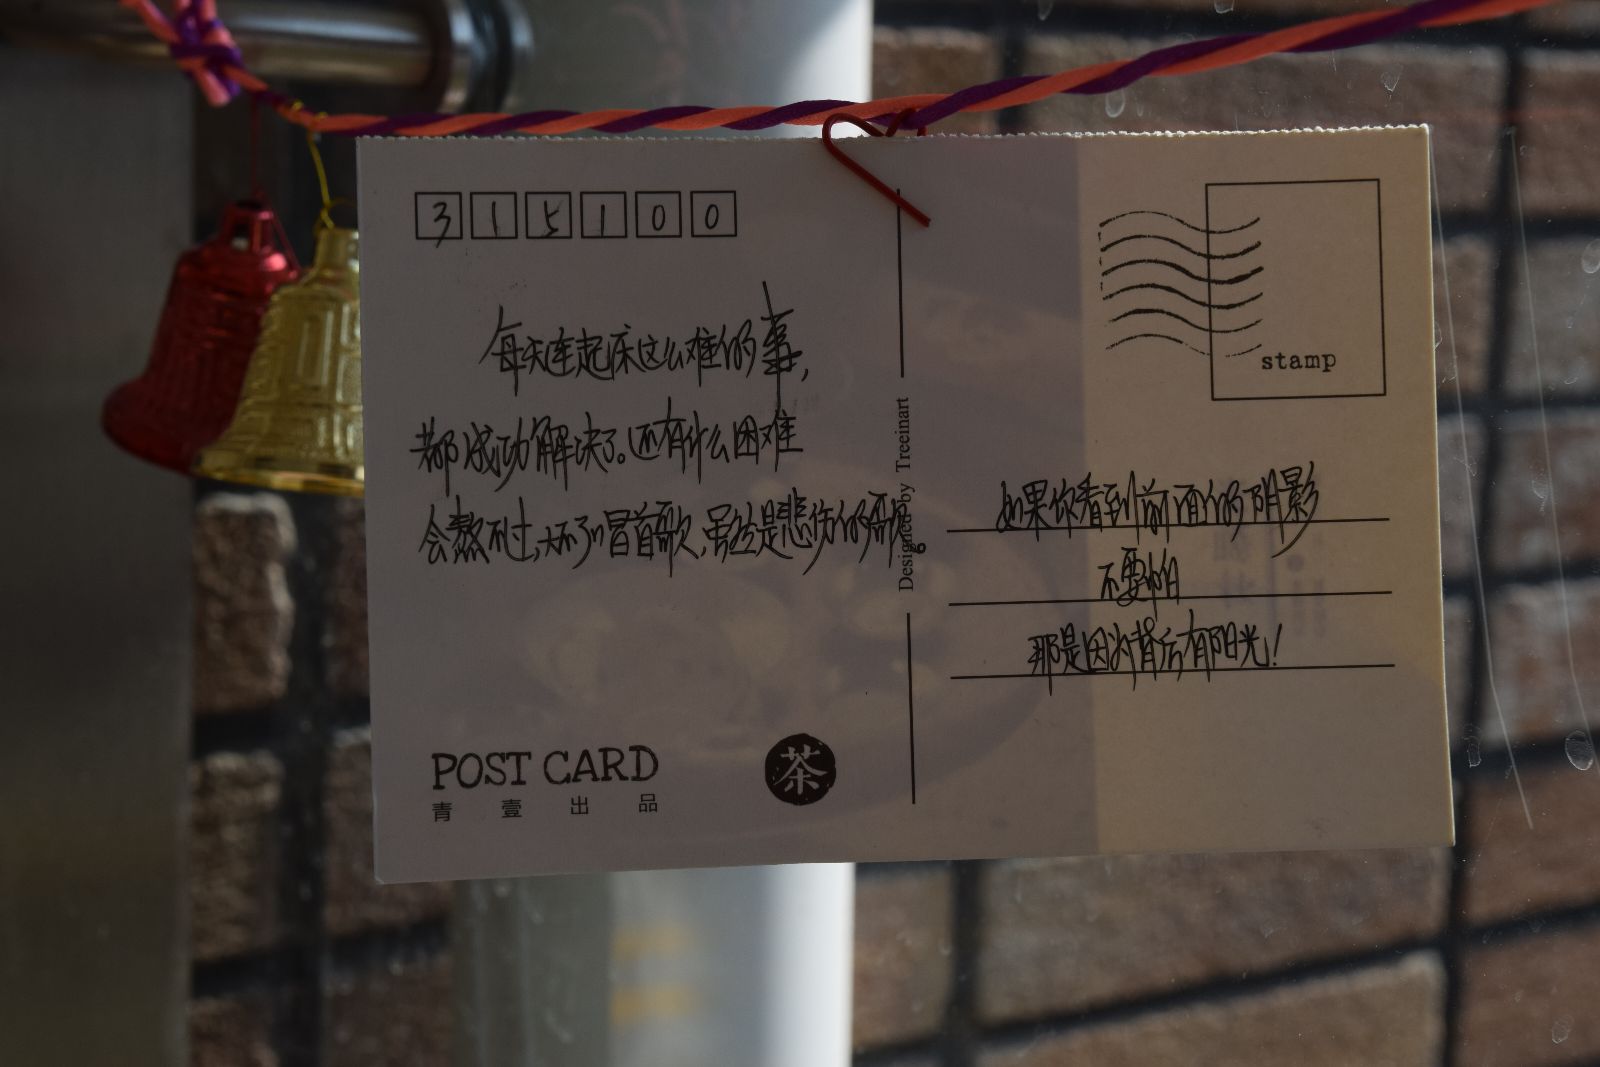 315100
每天连起床这么难的事,
都成功解决了。还有什么困难
会熬不过,大不了唱首歌,虽然是悲伤的歌。
POST CARD
青壹出品
茶
Designed by Treeinart
stamp
如果你看到前面的阴影
不要怕
那是因为背后有阳光!